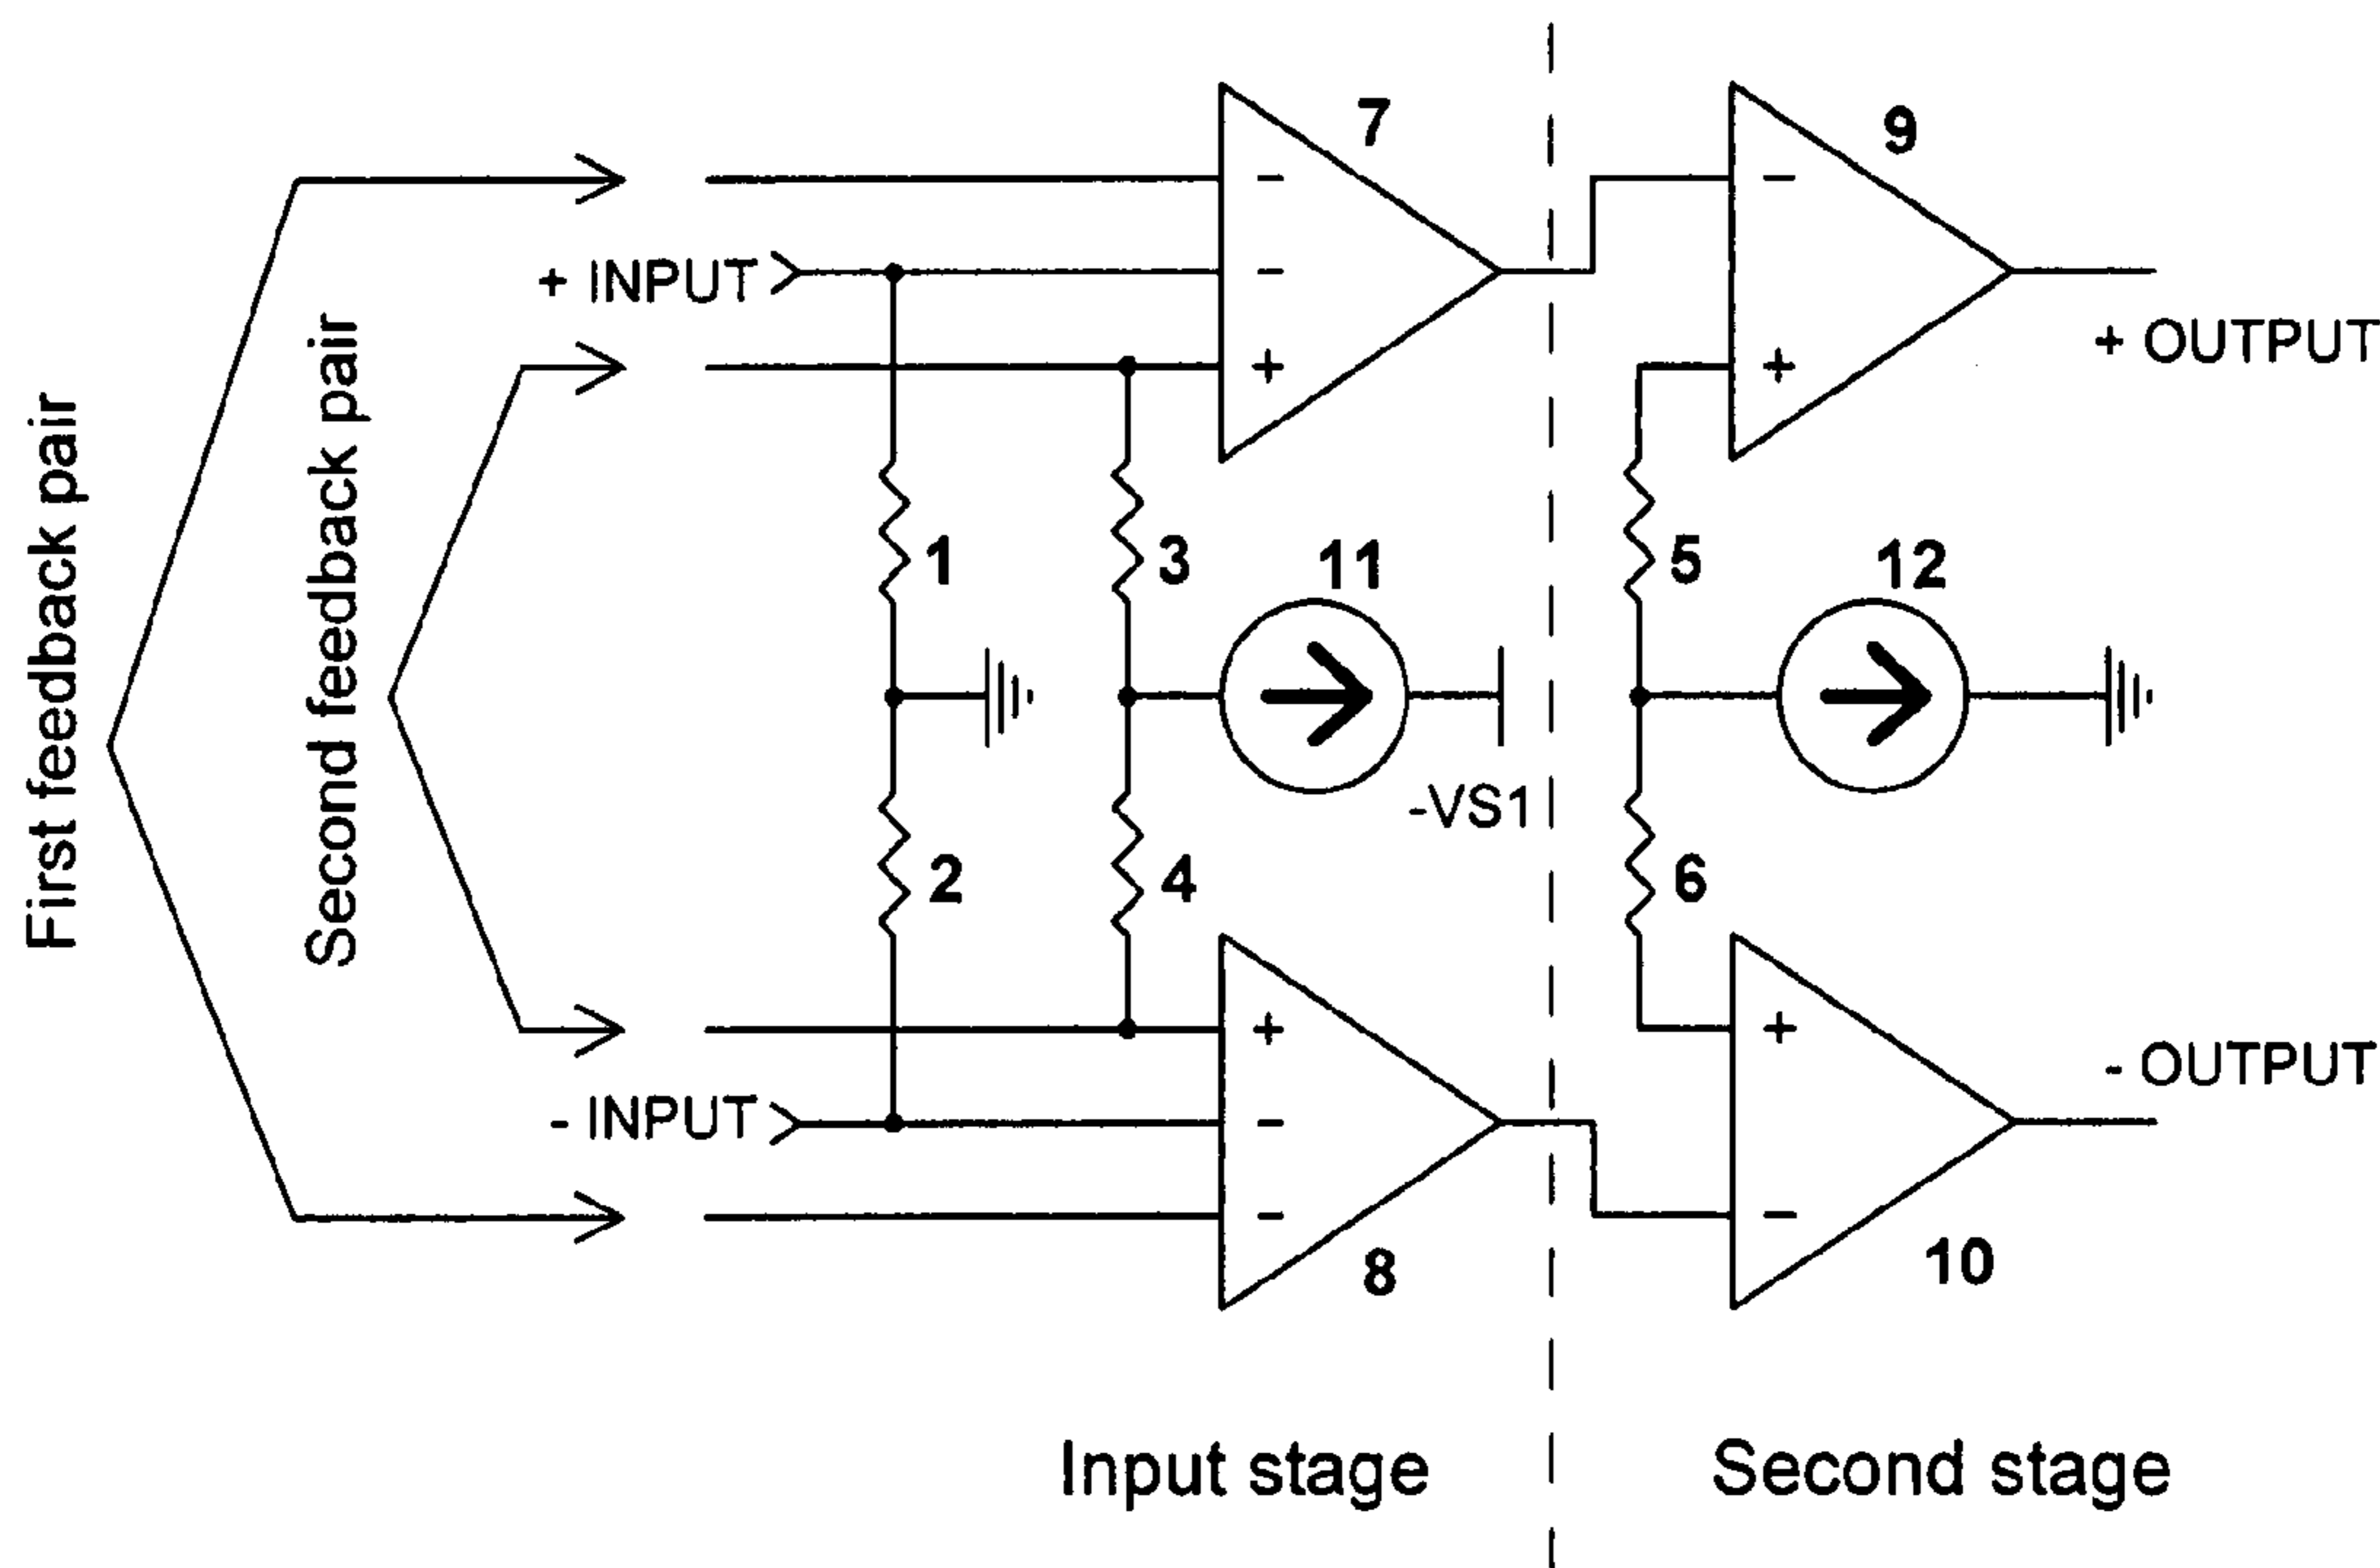 First feedback pair
Second feedback pair
+ INPUT
- INPUT
7
8
9
10
1
2
3
4
5
6
11
12
-VS1
-
-
+
+
-
-
-
+
+
-
+ OUTPUT
- OUTPUT
Input stage
Second stage